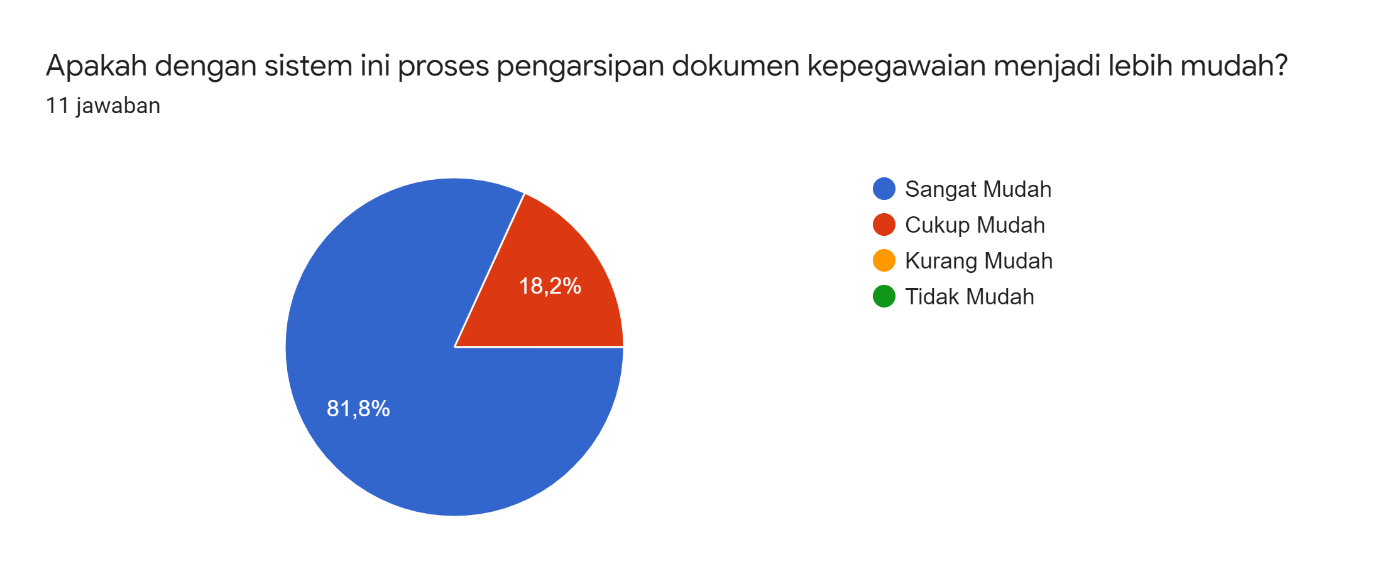 Apakah dengan sistem ini proses pengarsipan dokumen kepegawaian menjadi lebih mudah?
11 jawaban
Sangat Mudah
Cukup Mudah
Kurang Mudah
Tidak Mudah
18,2%
81,8%